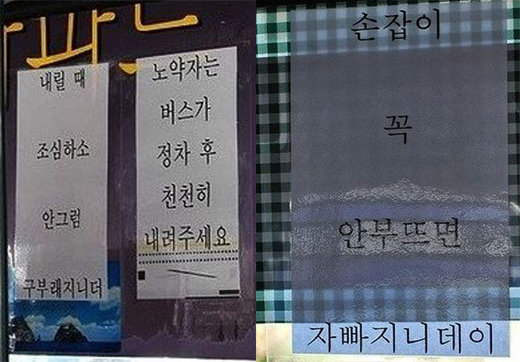 내릴 때
조심하소
안그럼
구부래지니더
노약자는
버스가
정차 후
천천히
내려주세요
손잡이
꼭
안부뜨면
자빠지니데이